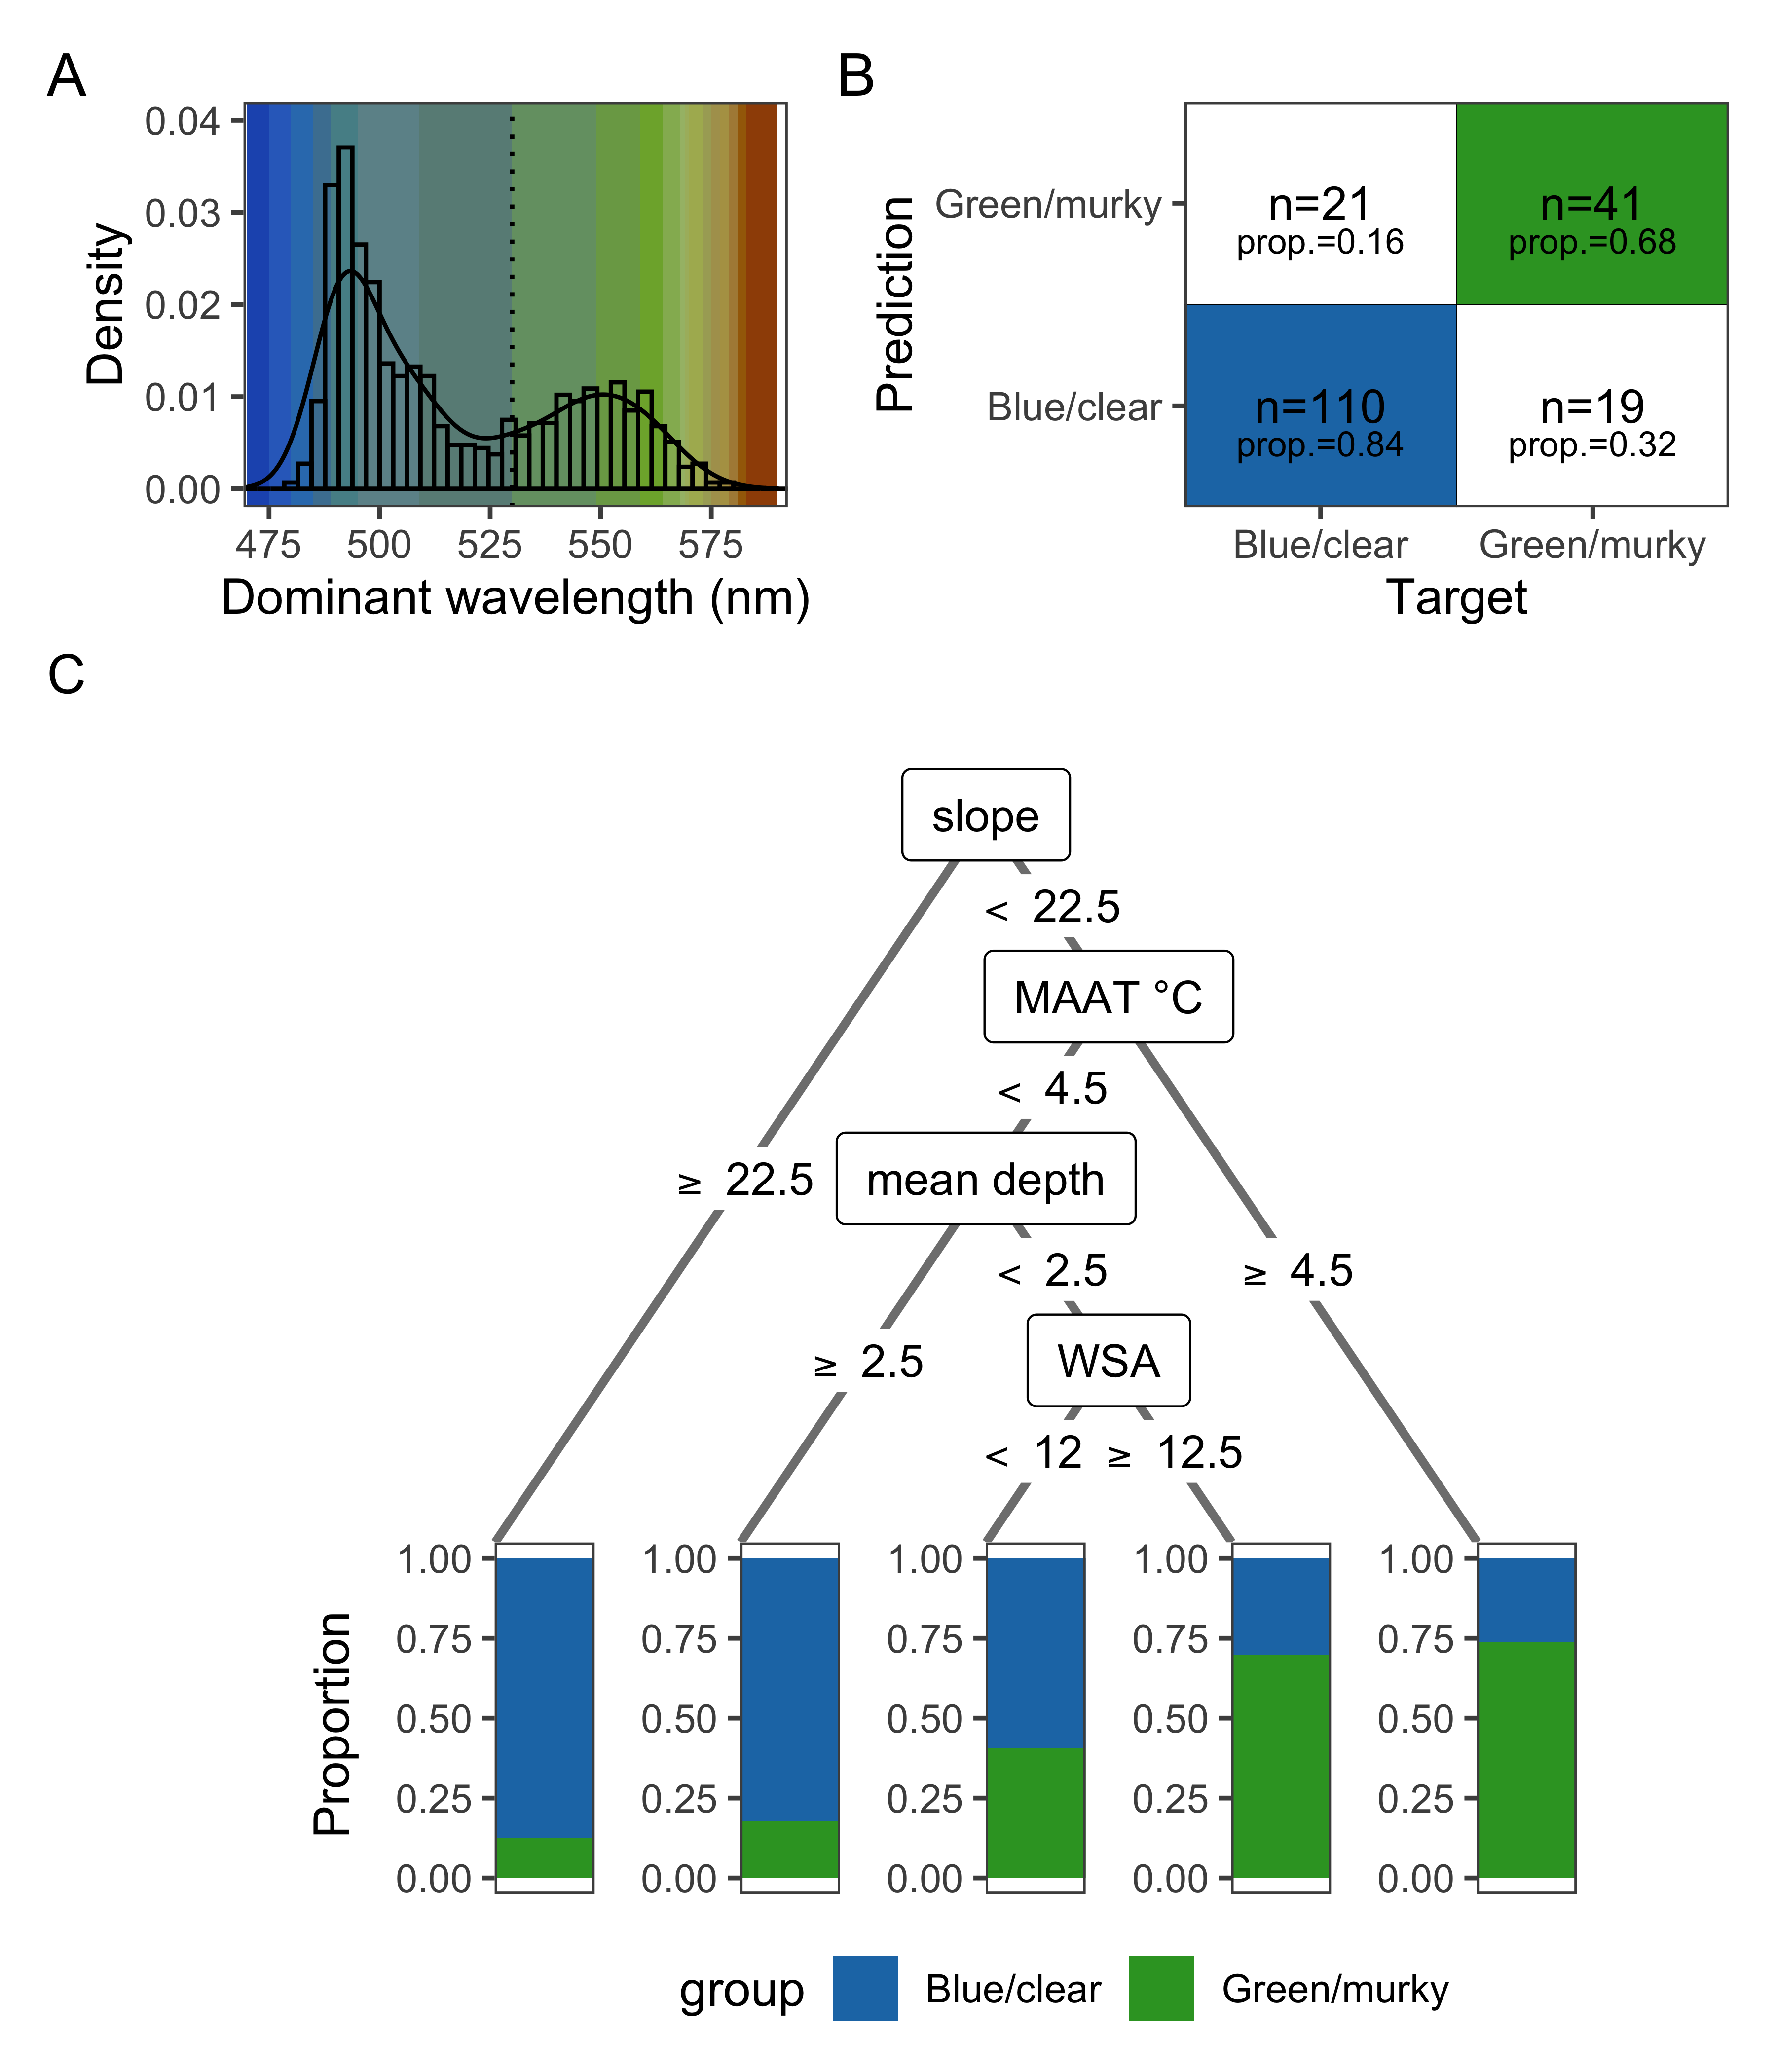 A
0.04
0.03
0.02
0.01
0.00
Density
475 500 525 550 575
Dominant wavelength (nm)
B
Prediction
Green/murky
Blue/clear
n=21
prop.=0.16
n=41
prop.=0.68
n=110
prop.=0.84
n=19
prop.=0.32
Blue/clear Green/murky
Target
C
slope
< 22.5
MAAT °C
< 4.5
≥ 22.5
mean depth
< 2.5
≥ 4.5
≥ 2.5
WSA
< 12 ≥ 12.5
Proportion
1.00 1.00 1.00 1.00 1.00
0.75 0.75 0.75 0.75 0.75
0.50 0.50 0.50 0.50 0.50
0.25 0.25 0.25 0.25 0.25
0.00 0.00 0.00 0.00 0.00
group Blue/clear Green/murky